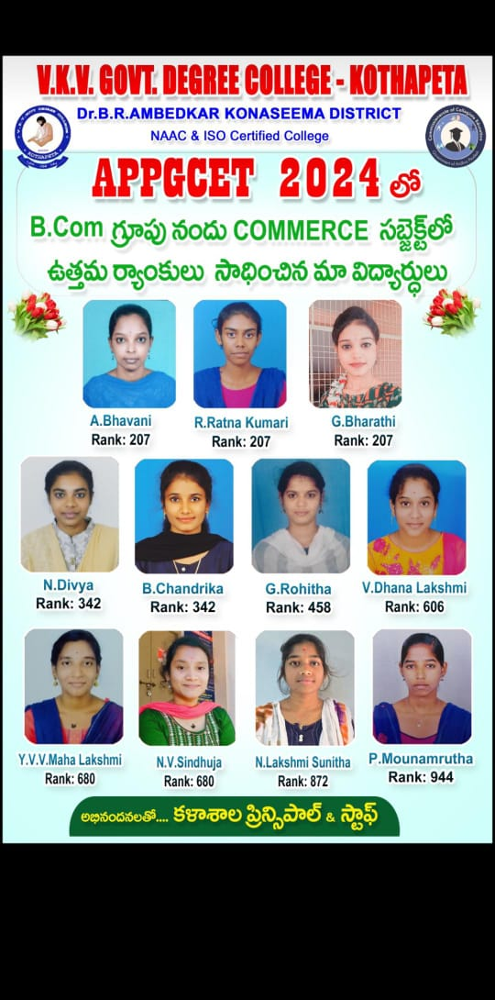 V.K.V. GOVT. DEGREE COLLEGE - KOTHAPETA
Dr.B.R.AMBEDKAR KONASEEMA DISTRICT
NAAC & ISO Certified College
KOTHAPETA
APPGCET 2024 లో
B.Com గ్రూపు నందు COMMERCE సబ్జెక్ట్‌లో
ఉత్తమ ర్యాంకులు సాధించిన మా విద్యార్ధులు
A.Bhavani
Rank: 207
R.Ratna Kumari
Rank: 207
G.Bharathi
Rank: 207
N.Divya
Rank: 342
B.Chandrika
Rank: 342
G.Rohitha
Rank: 458
V.Dhana Lakshmi
Rank: 606
Y.V.V.Maha Lakshmi
Rank: 680
N.V.Sindhuja
Rank: 680
N.Lakshmi Sunitha
Rank: 872
P.Mounamrutha
Rank: 944
అభినందనలతో.... కళాశాల ప్రిన్సిపాల్ & స్టాఫ్